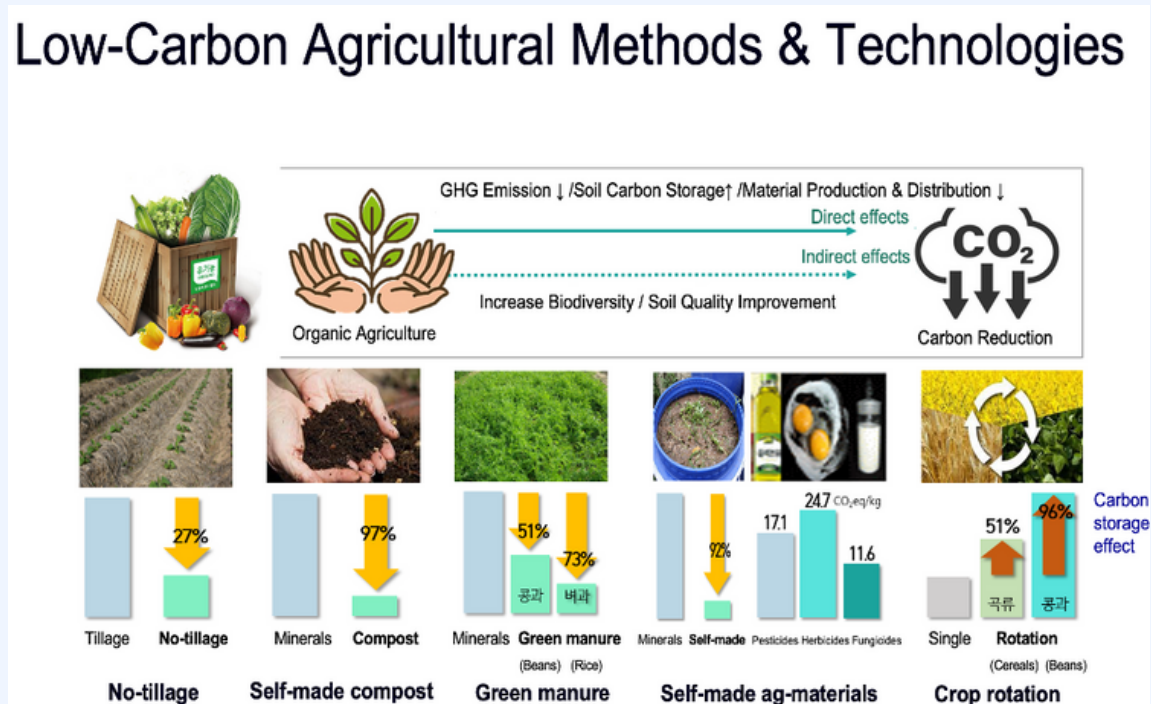 Low-Carbon Agricultural Methods & Technologies
GHG Emission ↓ /Soil Carbon Storage↑ /Material Production & Distribution ↓
Direct effects
Indirect effects
CO₂
Increase Biodiversity / Soil Quality Improvement
Organic Agriculture
Carbon Reduction
유기농
27%
97%
51%
73%
92%
17.1
24.7 CO₂eq/kg
11.6
51%
96%
Carbon
storage
effect
콩과
벼과
곡류
콩과
Tillage
No-tillage
Minerals
Compost
Minerals
Green manure
(Beans)
(Rice)
Minerals
Self-made
Pesticides
Herbicides
Fungicides
Single
Rotation
(Cereals)
(Beans)
No-tillage
Self-made compost
Green manure
Self-made ag-materials
Crop rotation